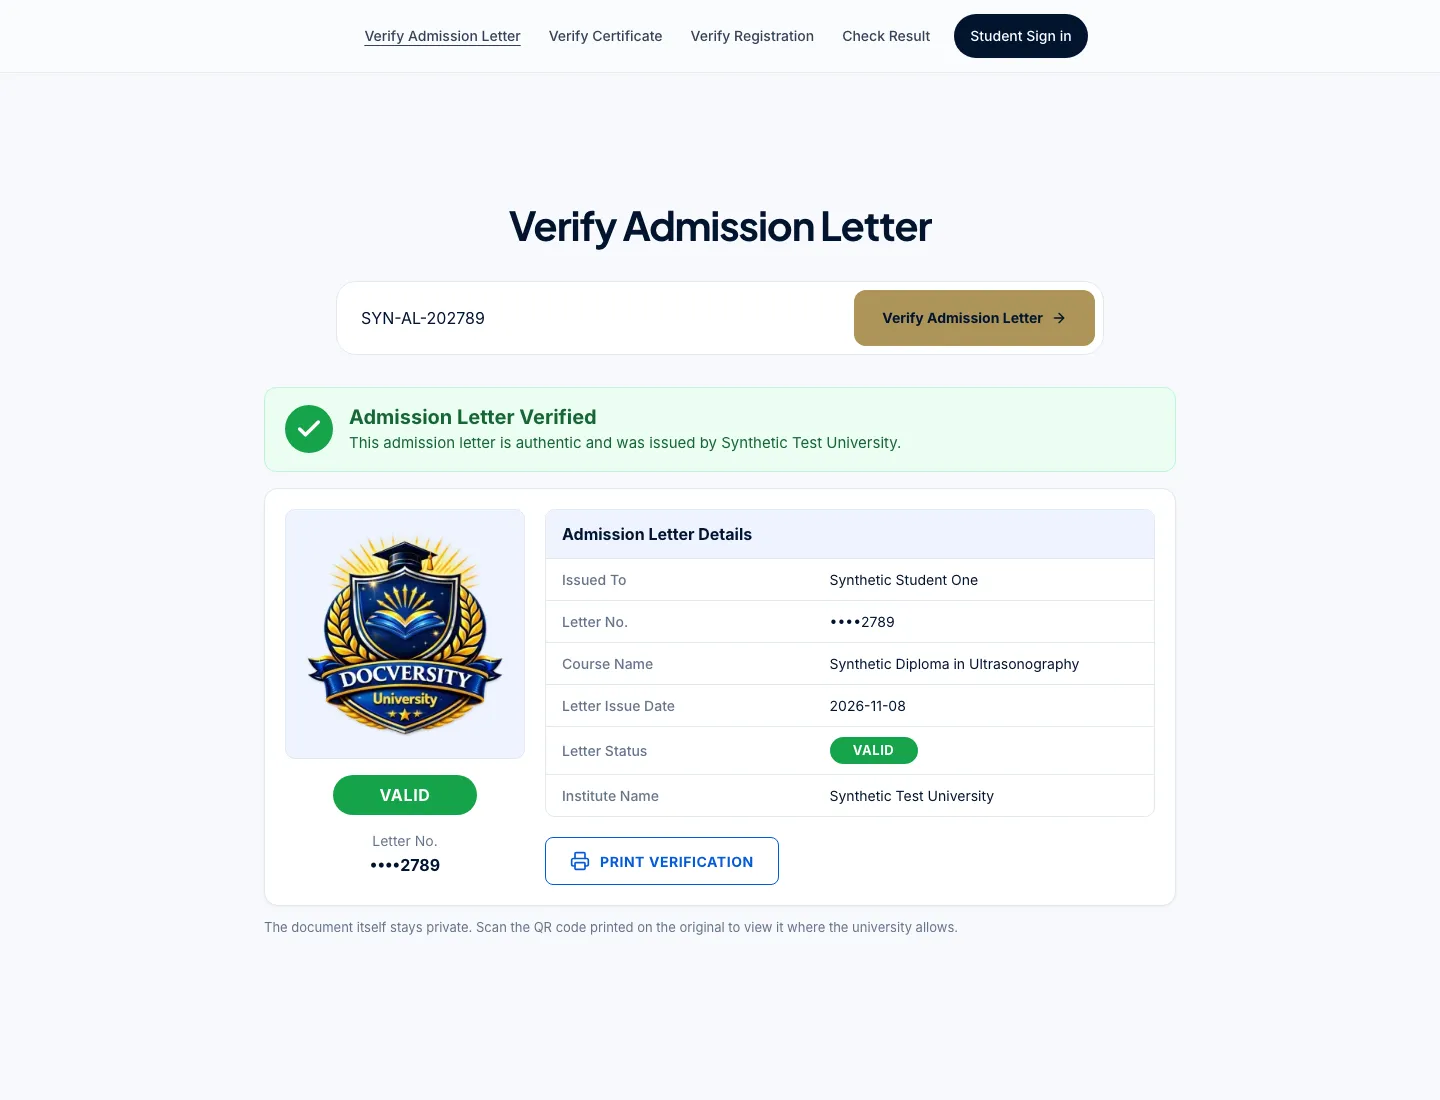 Verify Admission Letter
Verify Certificate
Verify Registration
Check Result
Student Sign in
Verify Admission Letter
SYN-AL-202789
Verify Admission Letter →
Admission Letter Verified
This admission letter is authentic and was issued by Synthetic Test University.
DOCVERSITY
University
VALID
Letter No.
••••2789
Admission Letter Details
Issued To Synthetic Student One
Letter No. ••••2789
Course Name Synthetic Diploma in Ultrasonography
Letter Issue Date 2026-11-08
Letter Status VALID
Institute Name Synthetic Test University
PRINT VERIFICATION
The document itself stays private. Scan the QR code printed on the original to view it where the university allows.